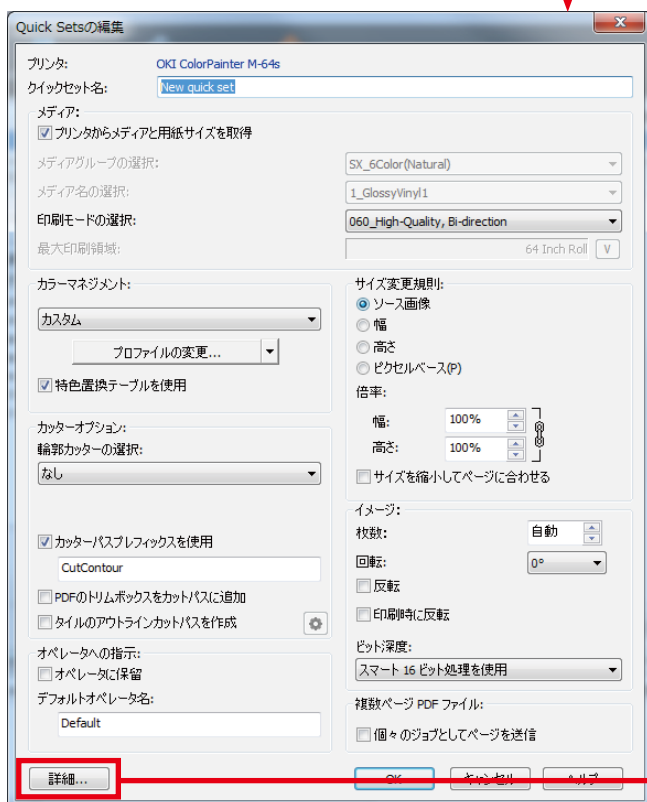 Quick Setsの編集
プリンタ: OKI ColorPainter M-64s
クイックセット名: New quick set
メディア:
プリンタからメディアと用紙サイズを取得
メディアグループの選択: SX_6Color(Natural)
メディア名の選択: 1_GlossyVinyl1
印刷モードの選択: 060_High-Quality, Bi-direction
最大印刷領域: 64 Inch Roll V
カラーマネジメント:
カスタム
プロファイルの変更...
特色置換テーブルを使用
カッターオプション:
輪郭カッターの選択:
なし
カッターパスプレフィックスを使用
CutContour
PDFのトリムボックスをカットパスに追加
タイルのアウトラインカットパスを作成
オペレータへの指示:
オペレータに保留
デフォルトオペレータ名:
Default
サイズ変更規則:
ソース画像
幅
高さ
ピクセルベース(P)
倍率:
幅: 100%
高さ: 100%
サイズを縮小してページに合わせる
イメージ:
枚数: 自動
回転: 0°
反転
印刷時に反転
ビット深度:
スマート 16 ビット処理を使用
複数ページ PDF ファイル:
個々のジョブとしてページを送信
詳細... OK キャンセル ヘルプ